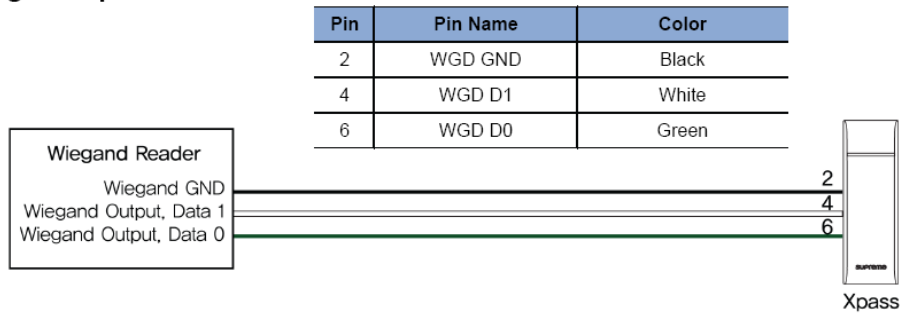 Pin Pin Name Color
2 WGD GND Black
4 WGD D1 White
6 WGD D0 Green
Wiegand Reader
Wiegand GND
Wiegand Output, Data 1
Wiegand Output, Data 0
2
4
6
suprema
Xpass